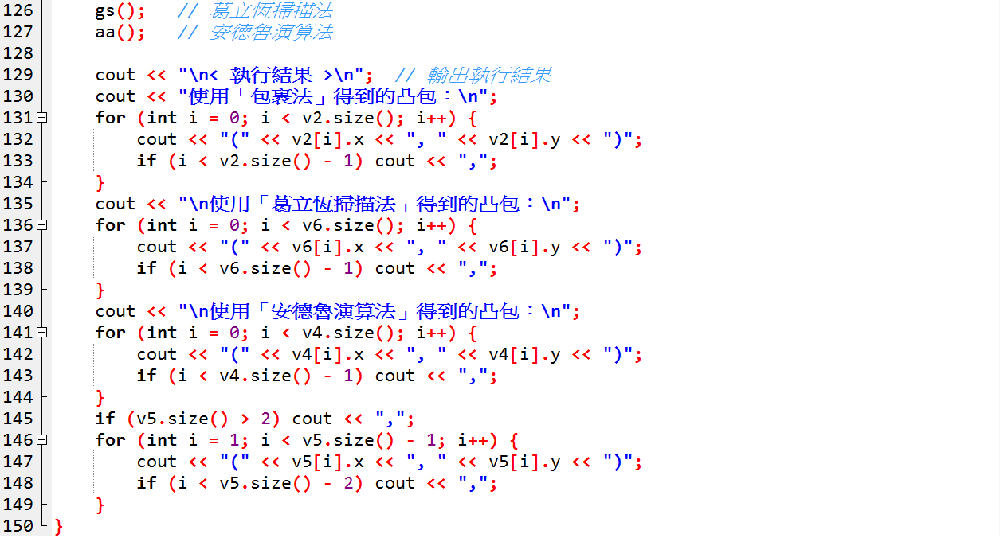 126 gs(); // 葛立恆掃描法
127 aa(); // 安德魯演算法
128
129 cout << "\n< 執行結果 >\n"; // 輸出執行結果
130 cout << "使用「包裹法」得到的凸包：\n";
131 for (int i = 0; i < v2.size(); i++) {
132 cout << "(" << v2[i].x << ", " << v2[i].y << ")";
133 if (i < v2.size() - 1) cout << ",";
134 }
135 cout << "\n使用「葛立恆掃描法」得到的凸包：\n";
136 for (int i = 0; i < v6.size(); i++) {
137 cout << "(" << v6[i].x << ", " << v6[i].y << ")";
138 if (i < v6.size() - 1) cout << ",";
139 }
140 cout << "\n使用「安德魯演算法」得到的凸包：\n";
141 for (int i = 0; i < v4.size(); i++) {
142 cout << "(" << v4[i].x << ", " << v4[i].y << ")";
143 if (i < v4.size() - 1) cout << ",";
144 }
145 if (v5.size() > 2) cout << ",";
146 for (int i = 1; i < v5.size() - 1; i++) {
147 cout << "(" << v5[i].x << ", " << v5[i].y << ")";
148 if (i < v5.size() - 2) cout << ",";
149 }
150 }